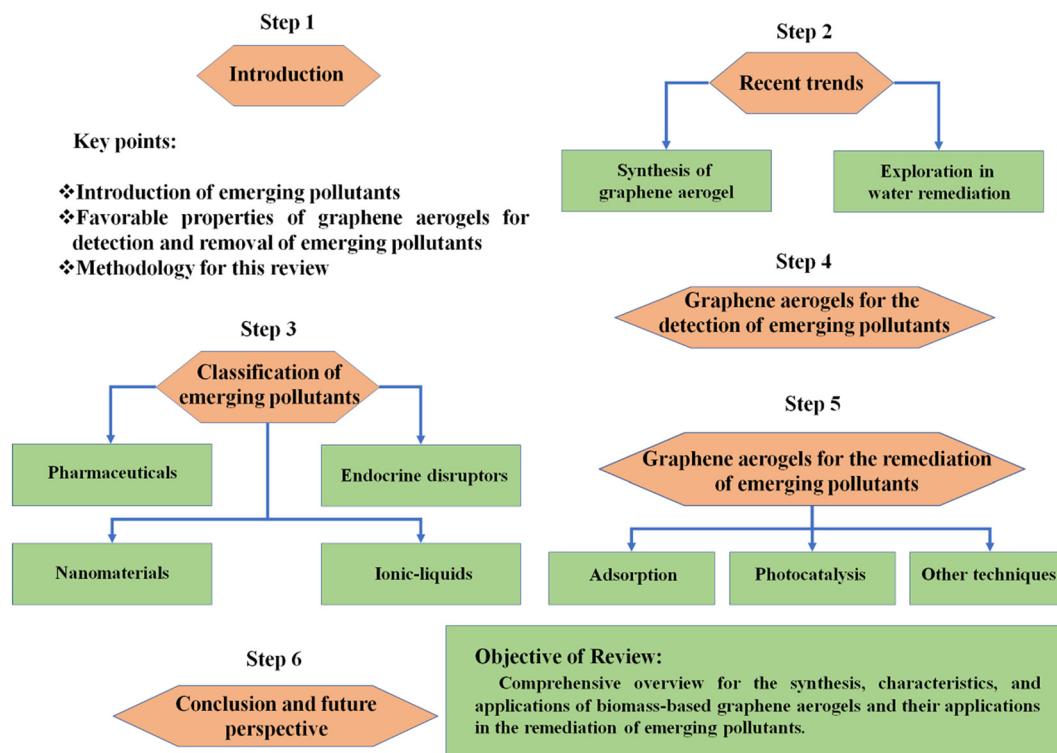 Step 1
Introduction
Key points:
❖Introduction of emerging pollutants
❖Favorable properties of graphene aerogels for
detection and removal of emerging pollutants
❖Methodology for this review
Step 2
Recent trends
Synthesis of
graphene aerogel
Exploration in
water remediation
Step 3
Classification of
emerging pollutants
Pharmaceuticals
Endocrine disruptors
Nanomaterials
Ionic-liquids
Step 4
Graphene aerogels for the
detection of emerging pollutants
Step 5
Graphene aerogels for the remediation
of emerging pollutants
Adsorption
Photocatalysis
Other techniques
Step 6
Conclusion and future
perspective
Objective of Review:
Comprehensive overview for the synthesis, characteristics, and
applications of biomass-based graphene aerogels and their applications
in the remediation of emerging pollutants.